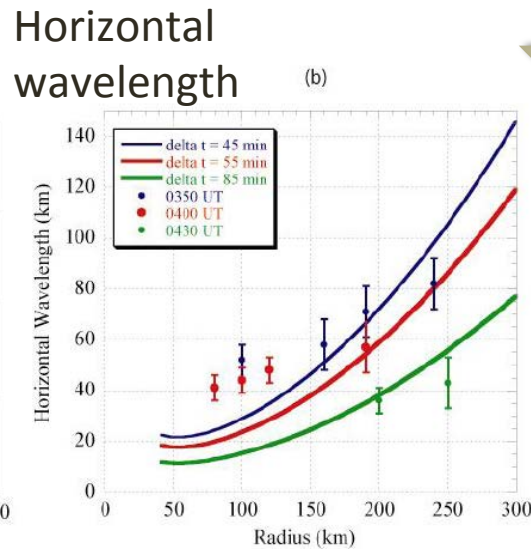 Horizontal
wavelength
(b)
140
120
100
80
60
40
20
0
Horizontal Wavelength (km)
delta t = 45 min
delta t = 55 min
delta t = 85 min
0350 UT
0400 UT
0430 UT
0
0 50 100 150 200 250 300
Radius (km)